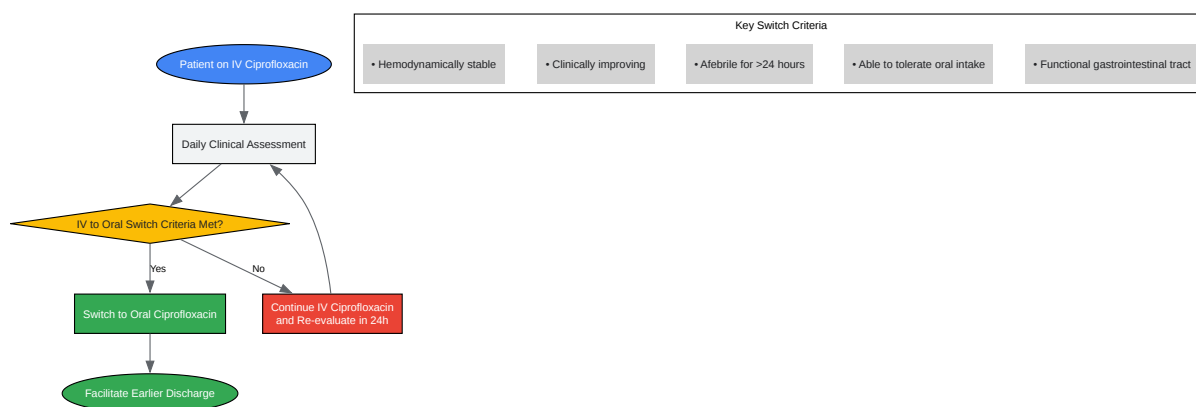 Key Switch Criteria
• Hemodynamically stable
• Clinically improving
• Afebrile for >24 hours
• Able to tolerate oral intake
• Functional gastrointestinal tract
Patient on IV Ciprofloxacin
Daily Clinical Assessment
IV to Oral Switch Criteria Met?
Yes
No
Switch to Oral Ciprofloxacin
Continue IV Ciprofloxacin
and Re-evaluate in 24h
Facilitate Earlier Discharge